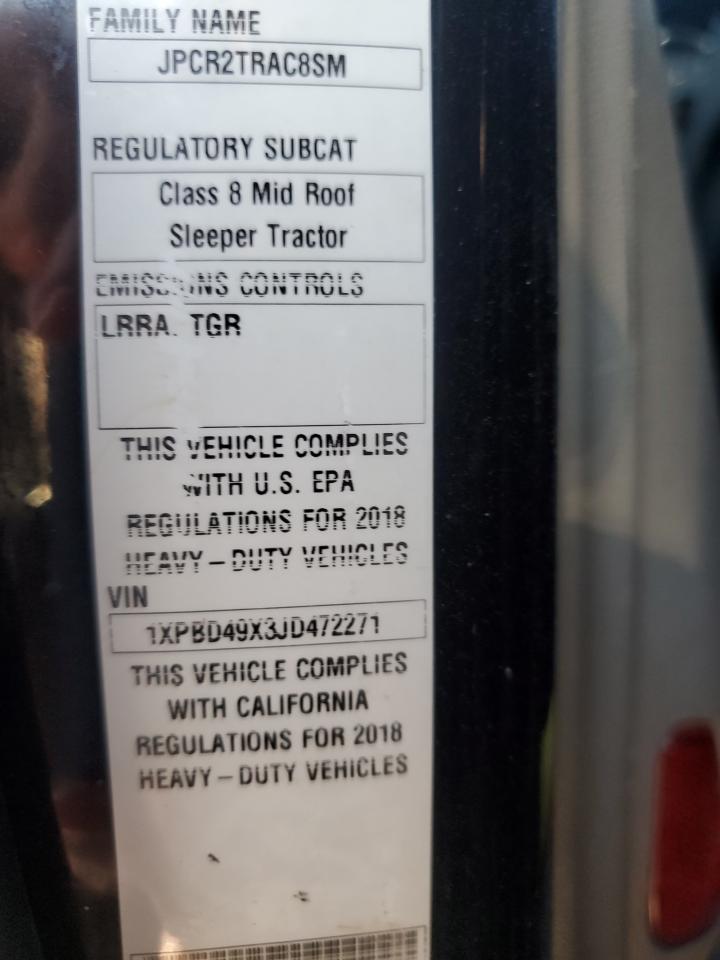 FAMILY NAME
JPCR2TRAC8SM
REGULATORY SUBCAT
Class 8 Mid Roof
Sleeper Tractor
EMISSIONS CONTROLS
LRRA, TGR
THIS VEHICLE COMPLIES
WITH U.S. EPA
REGULATIONS FOR 2018
HEAVY-DUTY VEHICLES
VIN
1XPBD49X3JD472271
THIS VEHICLE COMPLIES
WITH CALIFORNIA
REGULATIONS FOR 2018
HEAVY-DUTY VEHICLES